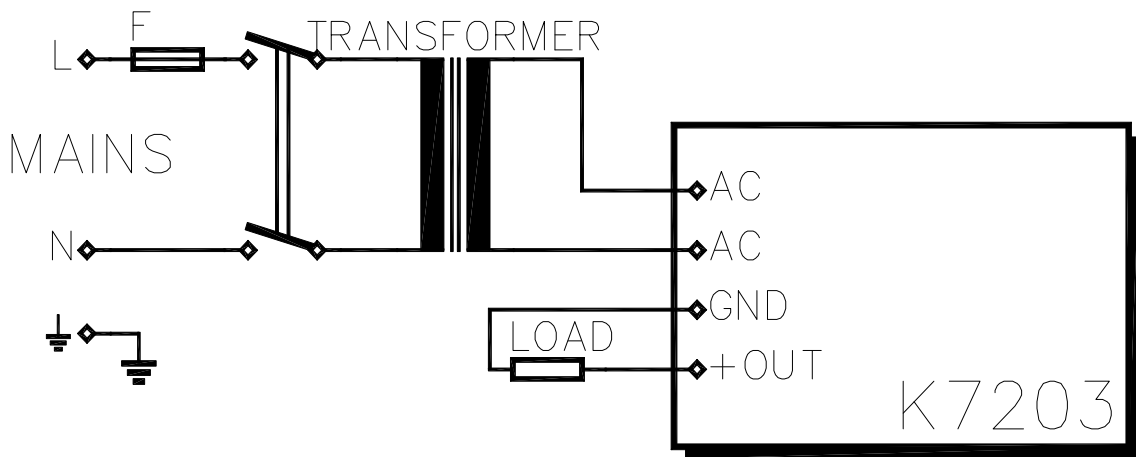 F
TRANSFORMER
L
MAINS
N
AC
AC
GND
LOAD
+OUT
K7203